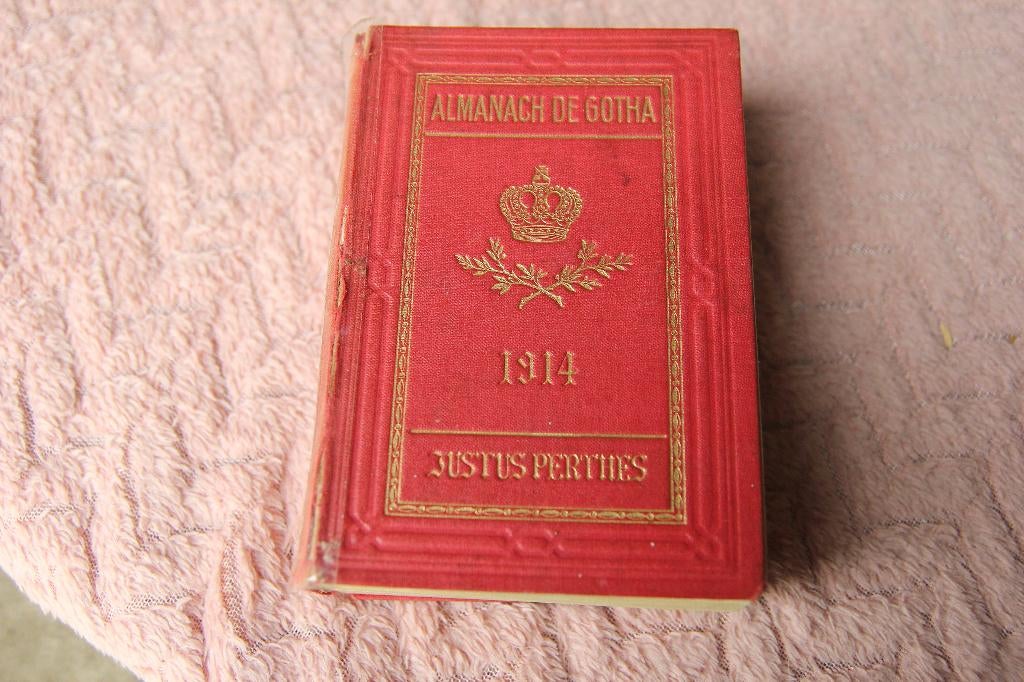 ALMANACH DE GOTHA
1914
JUSTUS PERTHES